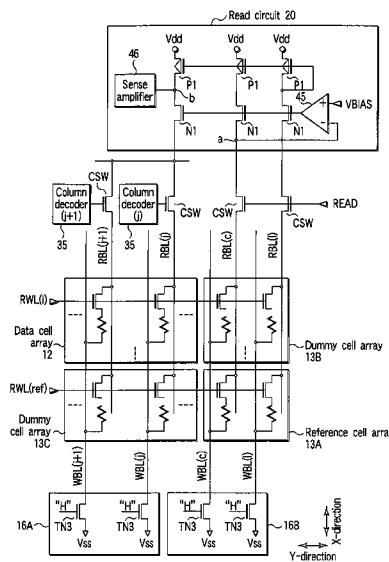 Read circuit 20
Vdd Vdd Vdd
46
Sense amplifier
P1 P1 P1
b
45
VBIAS
+
-
N1 N1 N1
a
CSW
Column decoder (j+1)
Column decoder (j)
CSW CSW CSW
READ
35 35
RBL(j+1)
RBL(j)
RBL(c)
RBL(l)
RWL(i)
Data cell array 12
Dummy cell array 13B
RWL(ref)
Dummy cell array 13C
Reference cell arra 13A
WBL(j+1)
WBL(j)
WBL(c)
WBL(l)
"H" "H" "H" "H"
16A
TN3 TN3 TN3 TN3
16B
Vss Vss Vss Vss
X-direction
Y-direction